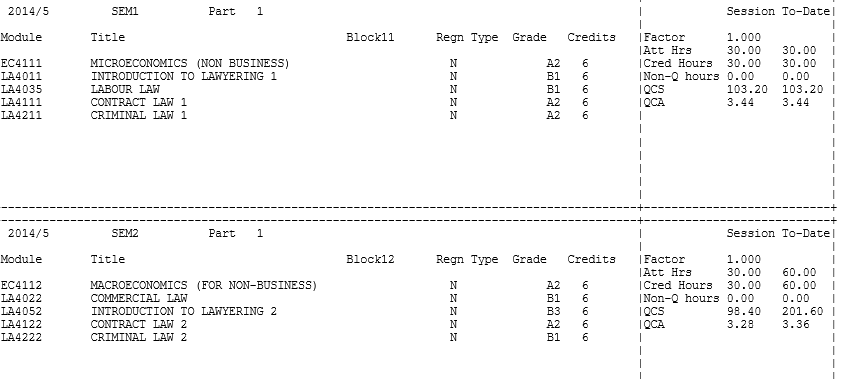 2014/5 SEM1 Part 1 Session To-Date
Module Title Block11 Regn Type Grade Credits Factor 1.000
Att Hrs 30.00 30.00
EC4111 MICROECONOMICS (NON BUSINESS) N A2 6 Cred Hours 30.00 30.00
LA4011 INTRODUCTION TO LAWYERING 1 N B1 6 Non-Q hours 0.00 0.00
LA4035 LABOUR LAW N B1 6 QCS 103.20 103.20
LA4111 CONTRACT LAW 1 N A2 6 QCA 3.44 3.44
LA4211 CRIMINAL LAW 1 N A2 6
2014/5 SEM2 Part 1 Session To-Date
Module Title Block12 Regn Type Grade Credits Factor 1.000
Att Hrs 30.00 60.00
EC4112 MACROECONOMICS (FOR NON-BUSINESS) N A2 6 Cred Hours 30.00 60.00
LA4022 COMMERCIAL LAW N B1 6 Non-Q hours 0.00 0.00
LA4052 INTRODUCTION TO LAWYERING 2 N B3 6 QCS 98.40 201.60
LA4122 CONTRACT LAW 2 N A2 6 QCA 3.28 3.36
LA4222 CRIMINAL LAW 2 N B1 6